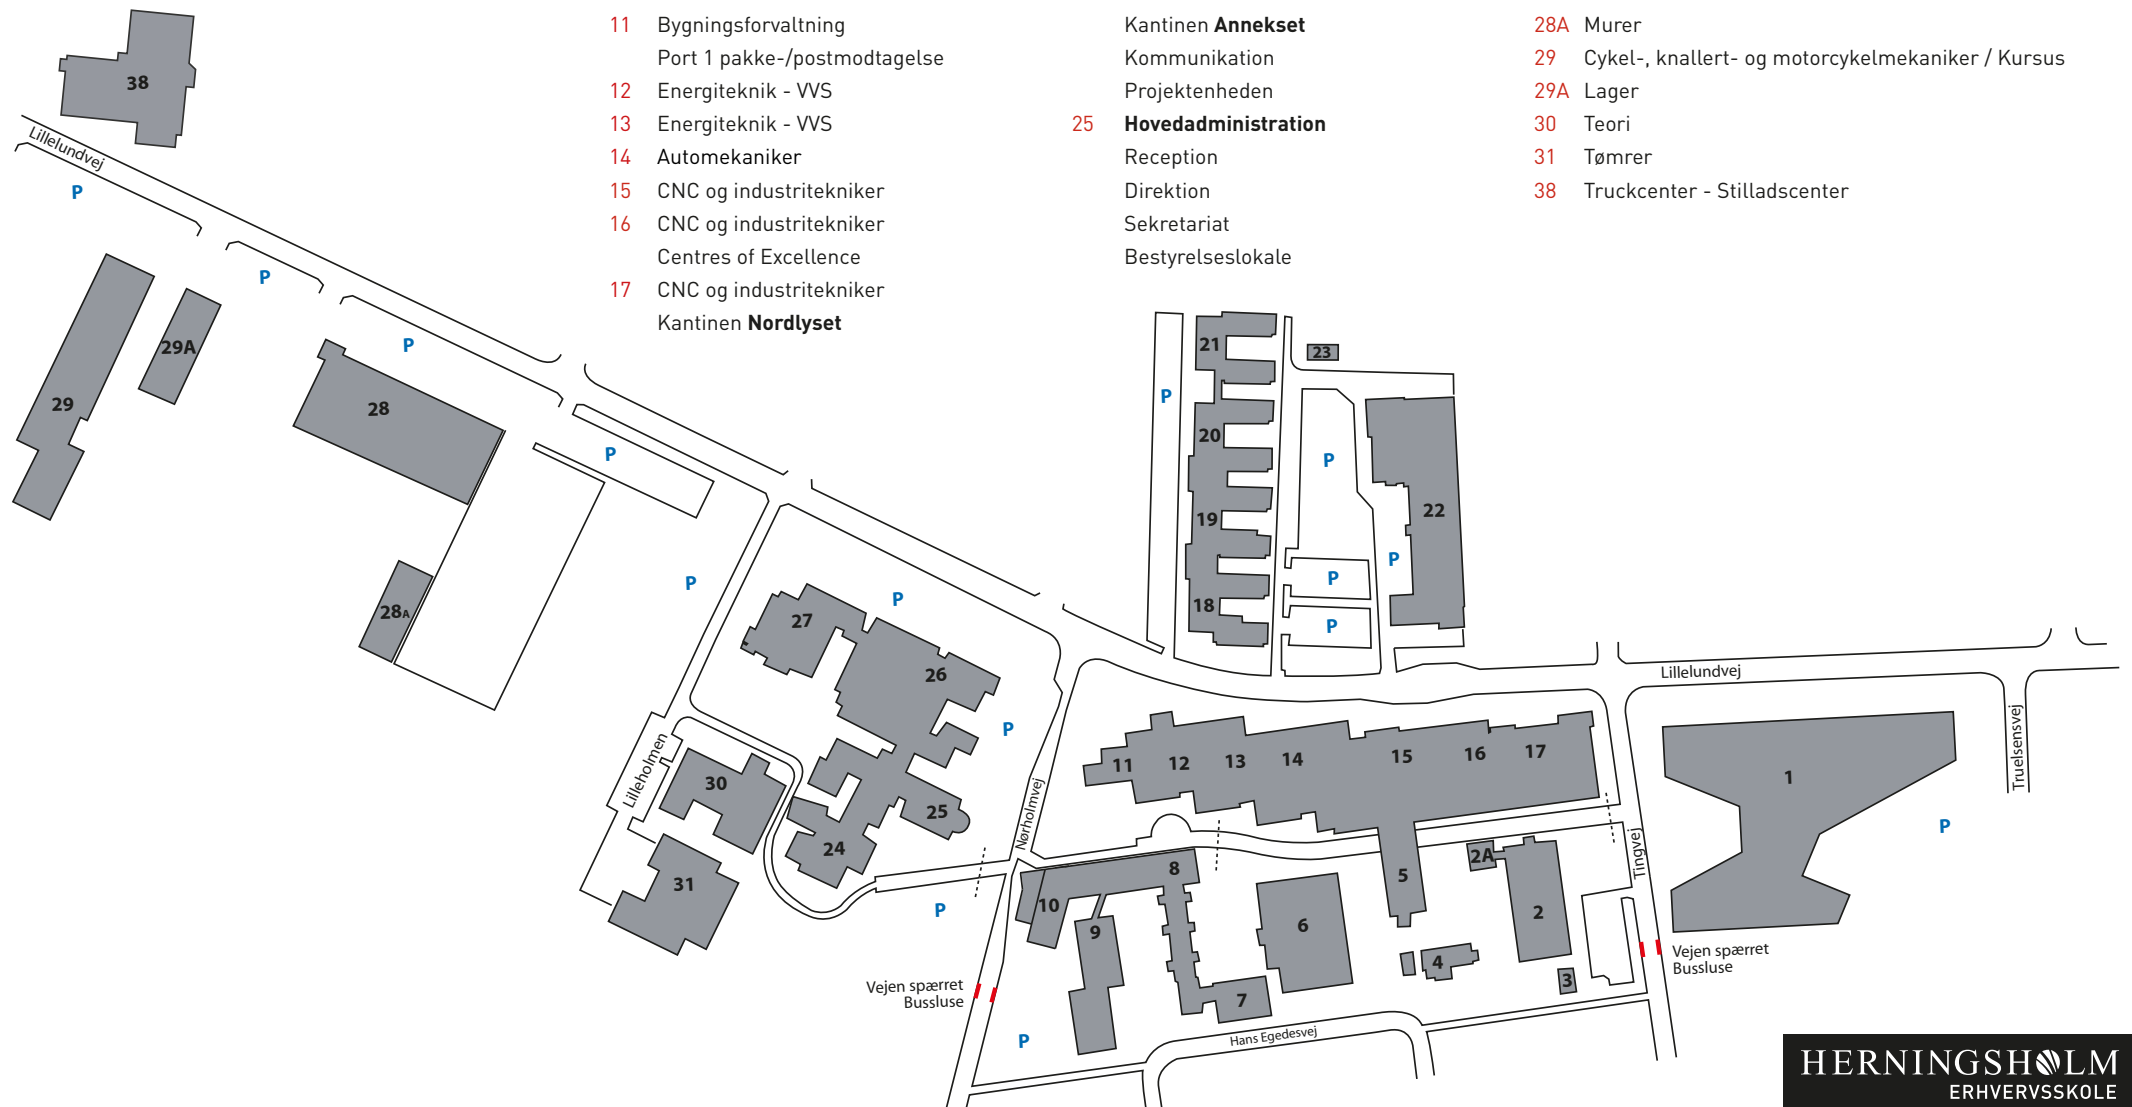 11 Bygningsforvaltning
Port 1 pakke-/postmodtagelse
12 Energiteknik - VVS
13 Energiteknik - VVS
14 Automekaniker
15 CNC og industritekniker
16 CNC og industritekniker
Centres of Excellence
17 CNC og industritekniker
Kantinen Nordlyset
Kantinen Annekset
Kommunikation
Projektenheden
25 Hovedadministration
Reception
Direktion
Sekretariat
Bestyrelseslokale
28A Murer
29 Cykel-, knallert- og motorcykelmekaniker / Kursus
29A Lager
30 Teori
31 Tømrer
38 Truckcenter - Stilladscenter
38
Lillelundvej
P
P
P
29A
29
28
P
28A
P
21
23
P
20
P
22
19
P
P
18
P
27
P
26
P
Lillelundvej
Truelsensvej
Lilleholmen
30
25
24
31
Nørholmvej
11
12
13
14
15
16
17
1
P
Tingvej
2A
8
5
10
9
6
2
4
3
7
P
Vejen spærret
Bussluse
Vejen spærret
Bussluse
P
Hans Egedesvej
HERNINGSHOLM
ERHVERVSSKOLE